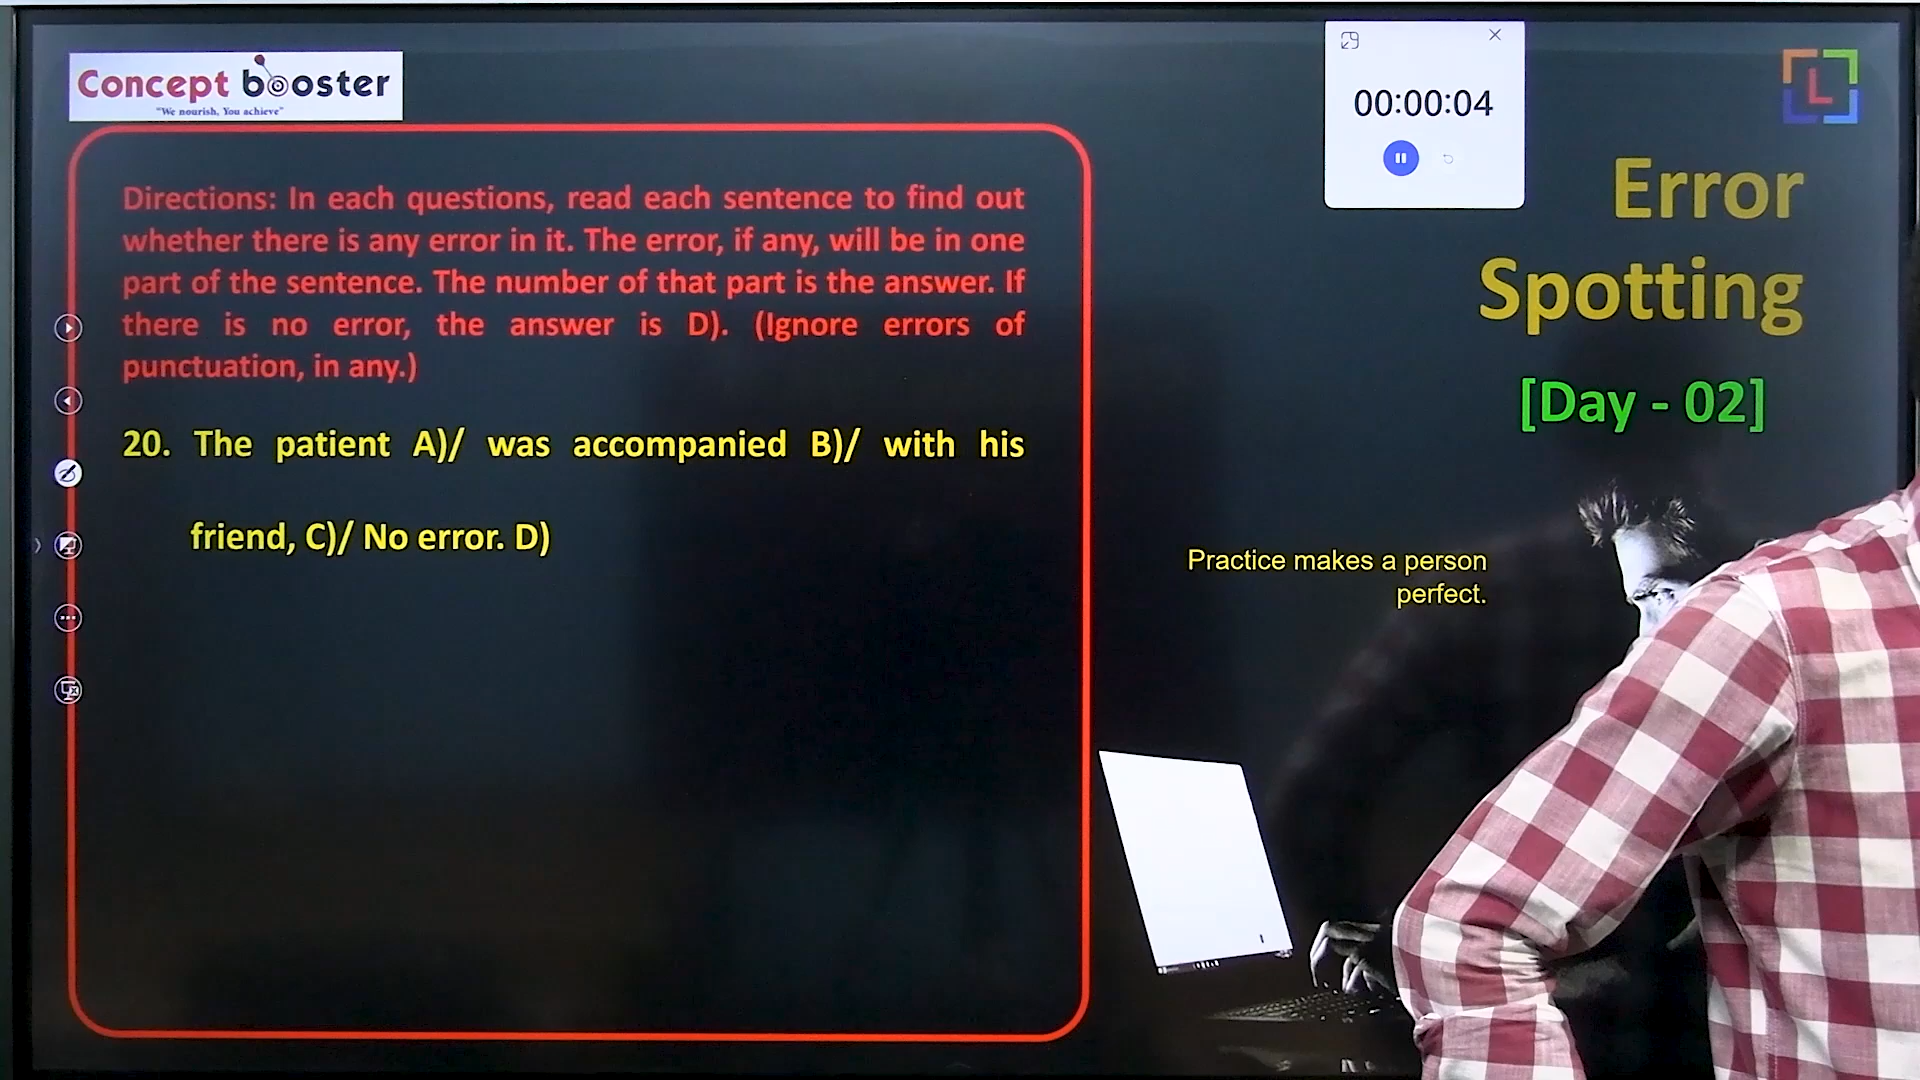 Concept booster
"We nourish, You achieve"
00:00:04
L
Error
Spotting
[Day - 02]
Directions: In each questions, read each sentence to find out
whether there is any error in it. The error, if any, will be in one
part of the sentence. The number of that part is the answer. If
there is no error, the answer is D). (Ignore errors of
punctuation, in any.)
20. The patient A)/ was accompanied B)/ with his
friend, C)/ No error. D)
Practice makes a person
perfect.